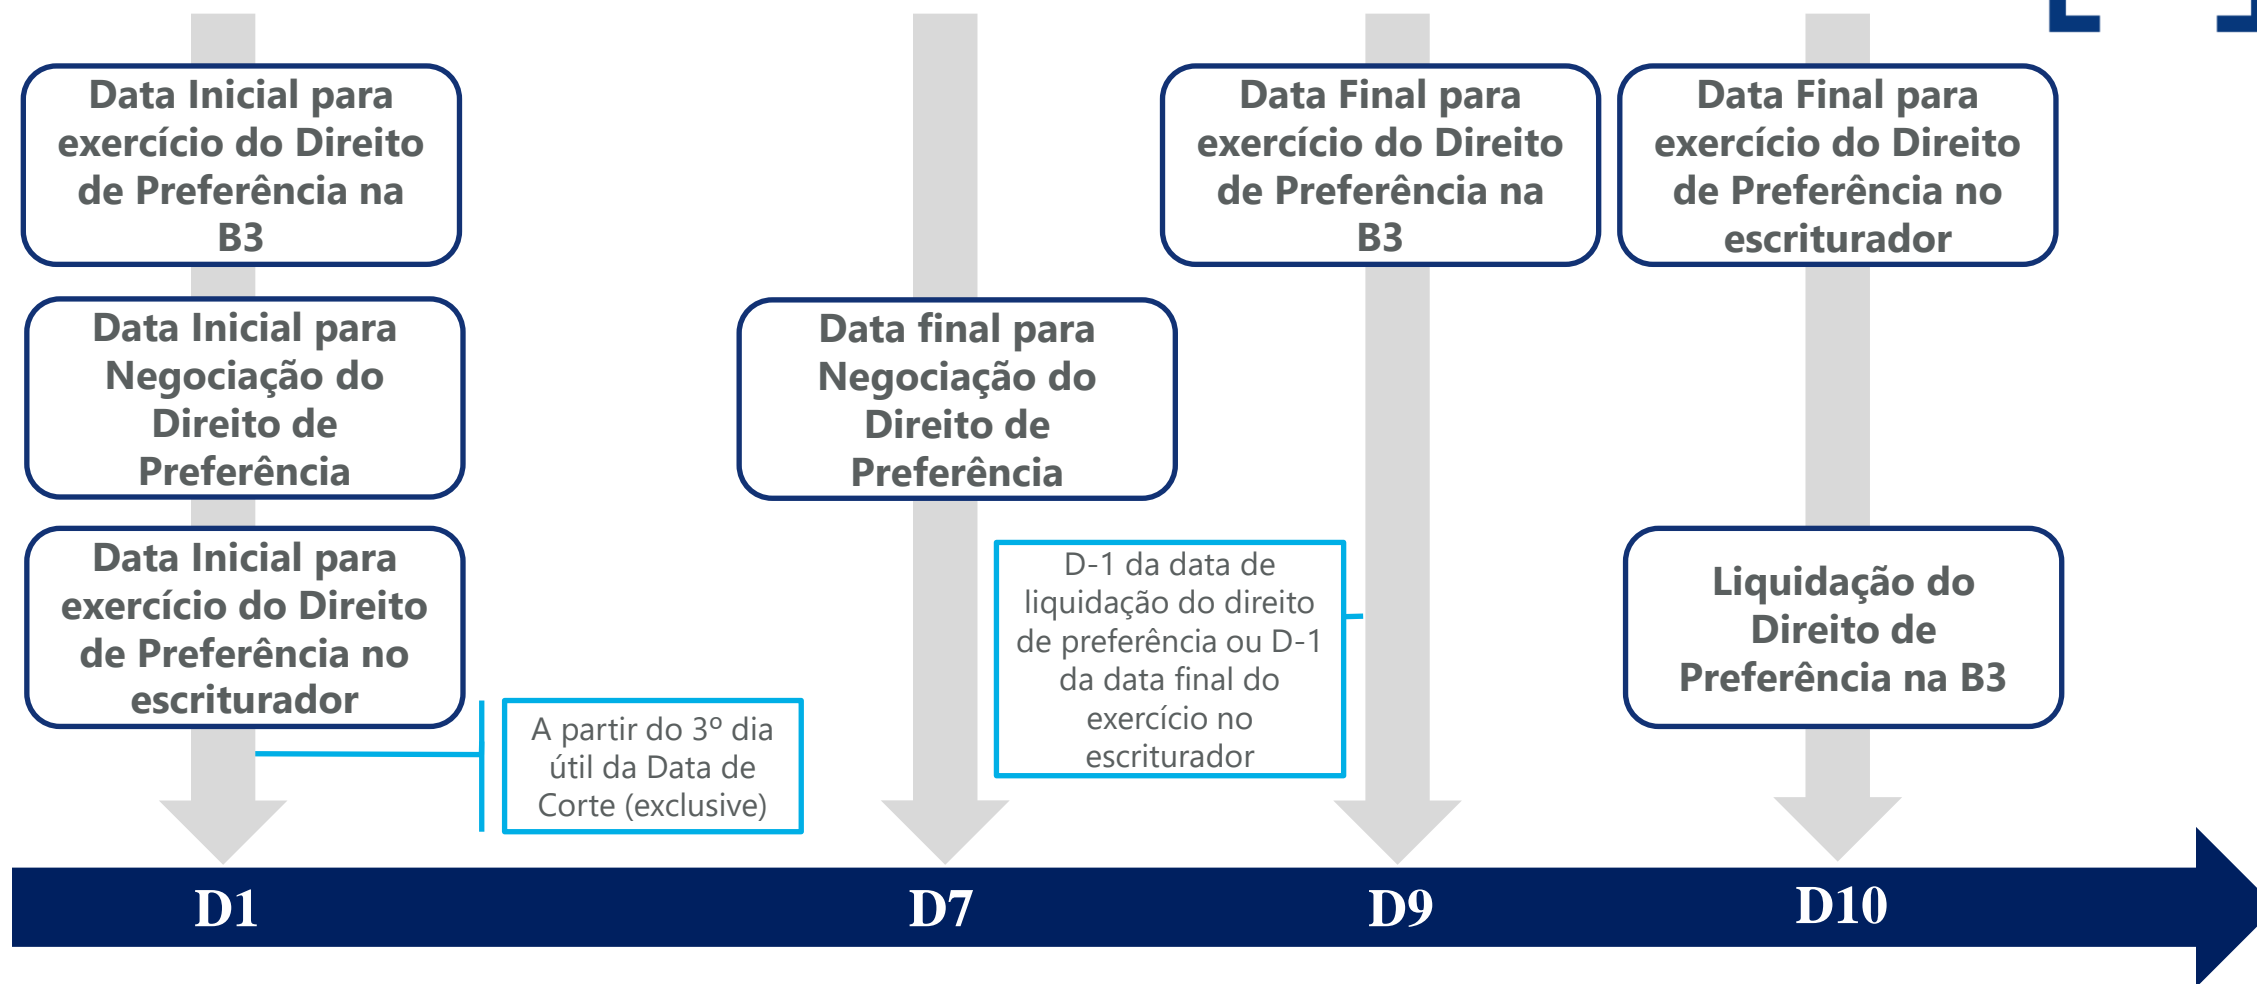 Data Inicial para
exercício do Direito
de Preferência na
B3
Data Inicial para
Negociação do
Direito de
Preferência
Data Inicial para
exercício do Direito
de Preferência no
escriturador
A partir do 3º dia
útil da Data de
Corte (exclusive)
Data final para
Negociação do
Direito de
Preferência
Data Final para
exercício do Direito
de Preferência na
B3
D-1 da data de
liquidação do direito
de preferência ou D-1
da data final do
exercício no
escriturador
Data Final para
exercício do Direito
de Preferência no
escriturador
Liquidação do
Direito de
Preferência na B3
D1
D7
D9
D10